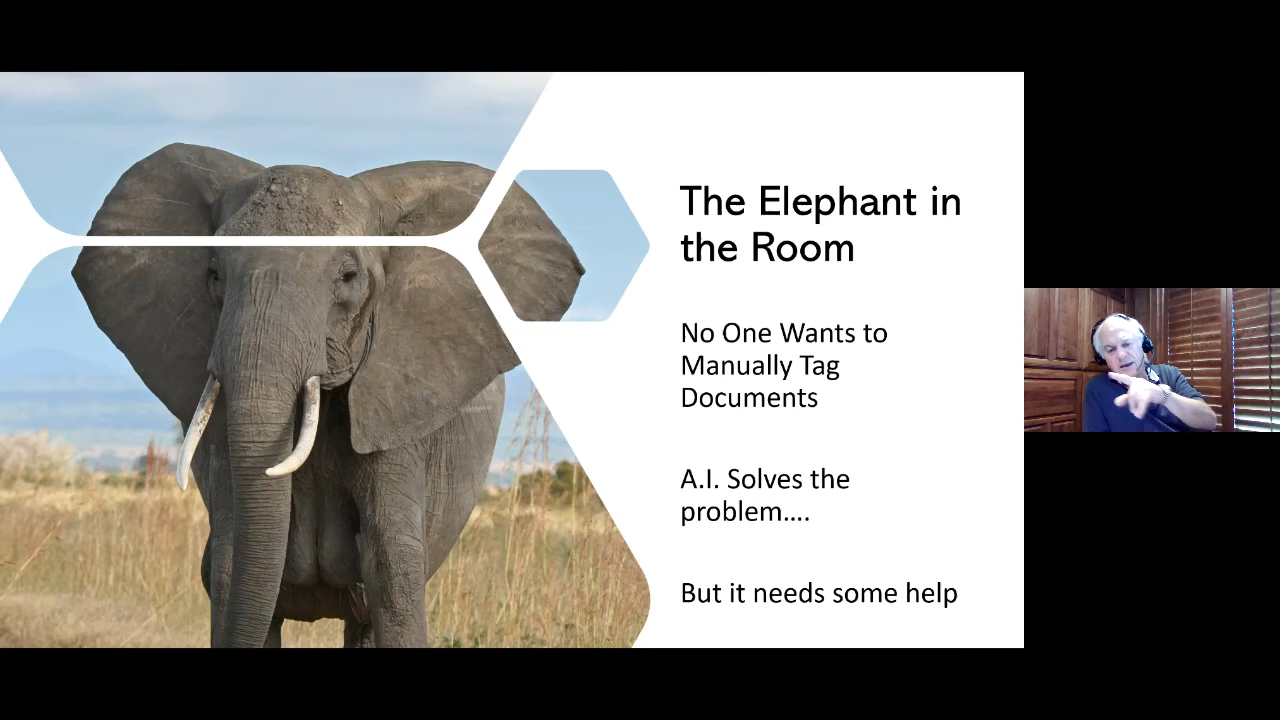 The Elephant in
the Room
No One Wants to
Manually Tag
Documents
A.I. Solves the
problem....
But it needs some help